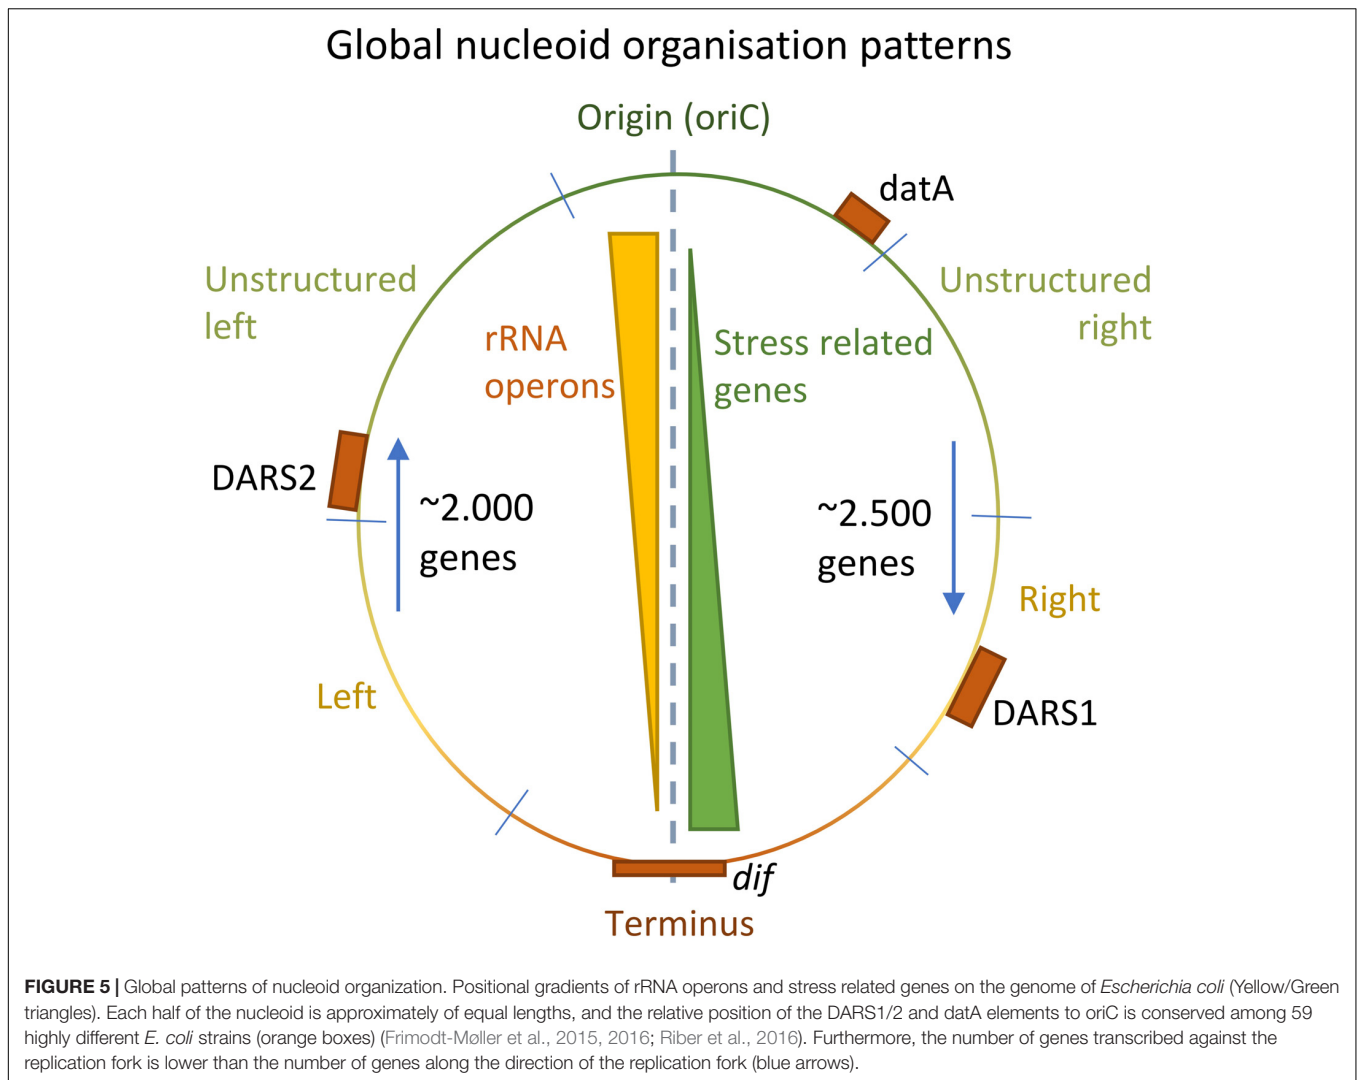 Global nucleoid organisation patterns
Origin (oriC)
datA
Unstructured
left
Unstructured
right
rRNA
operons
Stress related
genes
DARS2
~2.000
genes
~2.500
genes
Right
Left
DARS1
dif
Terminus
FIGURE 5 | Global patterns of nucleoid organization. Positional gradients of rRNA operons and stress related genes on the genome of Escherichia coli (Yellow/Green
triangles). Each half of the nucleoid is approximately of equal lengths, and the relative position of the DARS1/2 and datA elements to oriC is conserved among 59
highly different E. coli strains (orange boxes) (Frimodt-Møller et al., 2015, 2016; Riber et al., 2016). Furthermore, the number of genes transcribed against the
replication fork is lower than the number of genes along the direction of the replication fork (blue arrows).